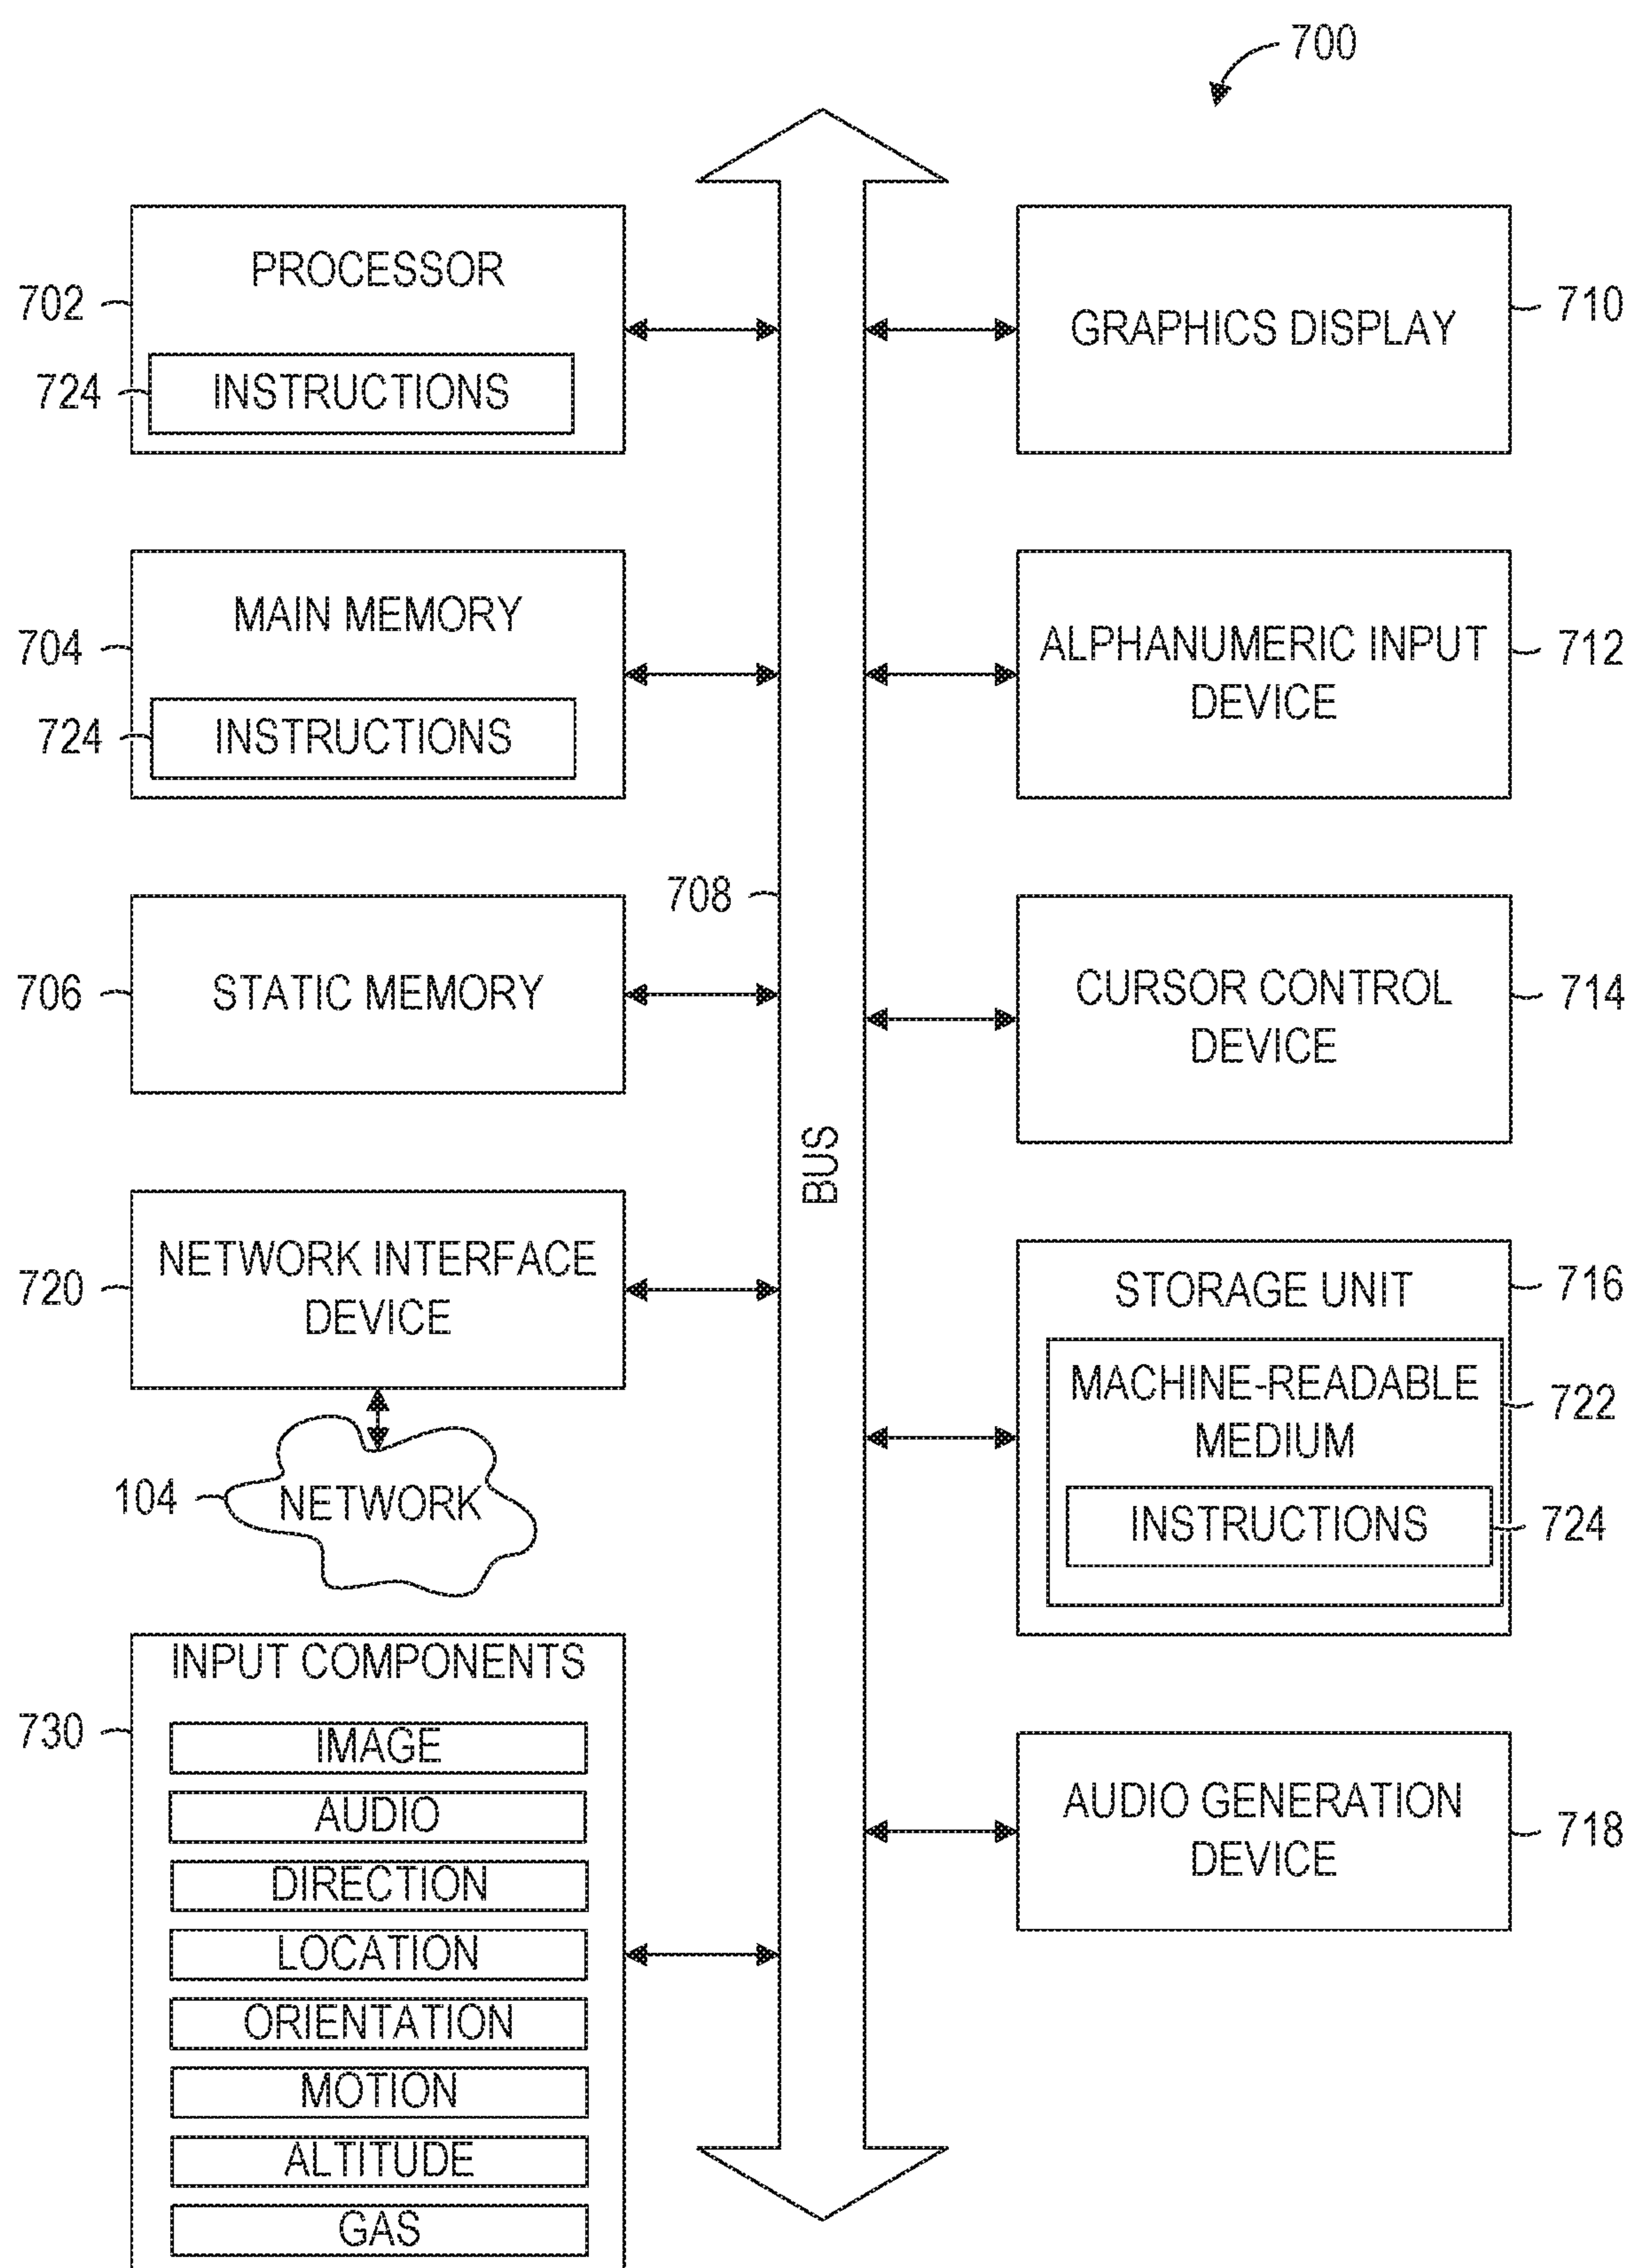 700
PROCESSOR
702
724
INSTRUCTIONS
MAIN MEMORY
704
724
INSTRUCTIONS
706
STATIC MEMORY
720
NETWORK INTERFACE
DEVICE
104
NETWORK
INPUT COMPONENTS
730
IMAGE
AUDIO
DIRECTION
LOCATION
ORIENTATION
MOTION
ALTITUDE
GAS
708
BUS
GRAPHICS DISPLAY
710
ALPHANUMERIC INPUT
DEVICE
712
CURSOR CONTROL
DEVICE
714
STORAGE UNIT
716
MACHINE-READABLE
MEDIUM
722
INSTRUCTIONS
724
AUDIO GENERATION
DEVICE
718